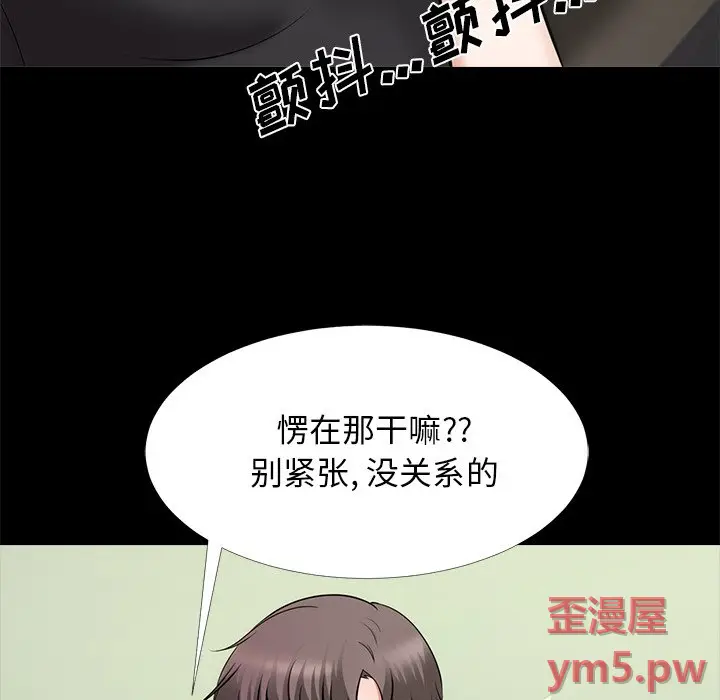 颤抖...颤抖
愣在那干嘛??
别紧张, 没关系的
歪漫屋
ym5.pw